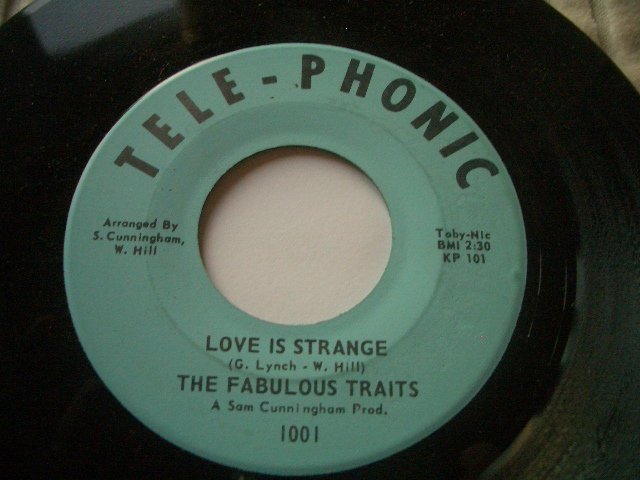 TELE-PHONIC
Arranged By
S. Cunningham,
W. Hill
Toby-Nic
BMI 2:30
KP 101
LOVE IS STRANGE
(G. Lynch - W. Hill)
THE FABULOUS TRAITS
A Sam Cunningham Prod.
1001